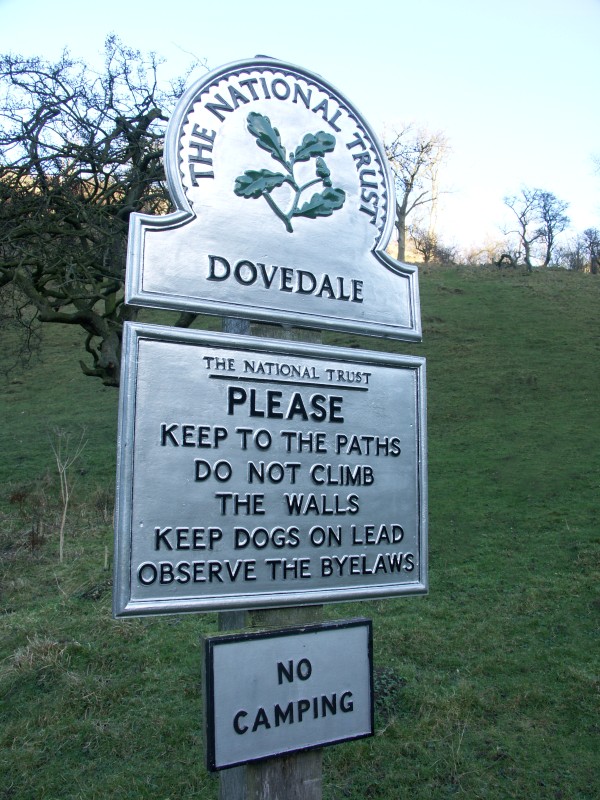 THE NATIONAL TRUST
DOVEDALE
THE NATIONAL TRUST
PLEASE
KEEP TO THE PATHS
DO NOT CLIMB
THE WALLS
KEEP DOGS ON LEAD
OBSERVE THE BYELAWS
NO
CAMPING